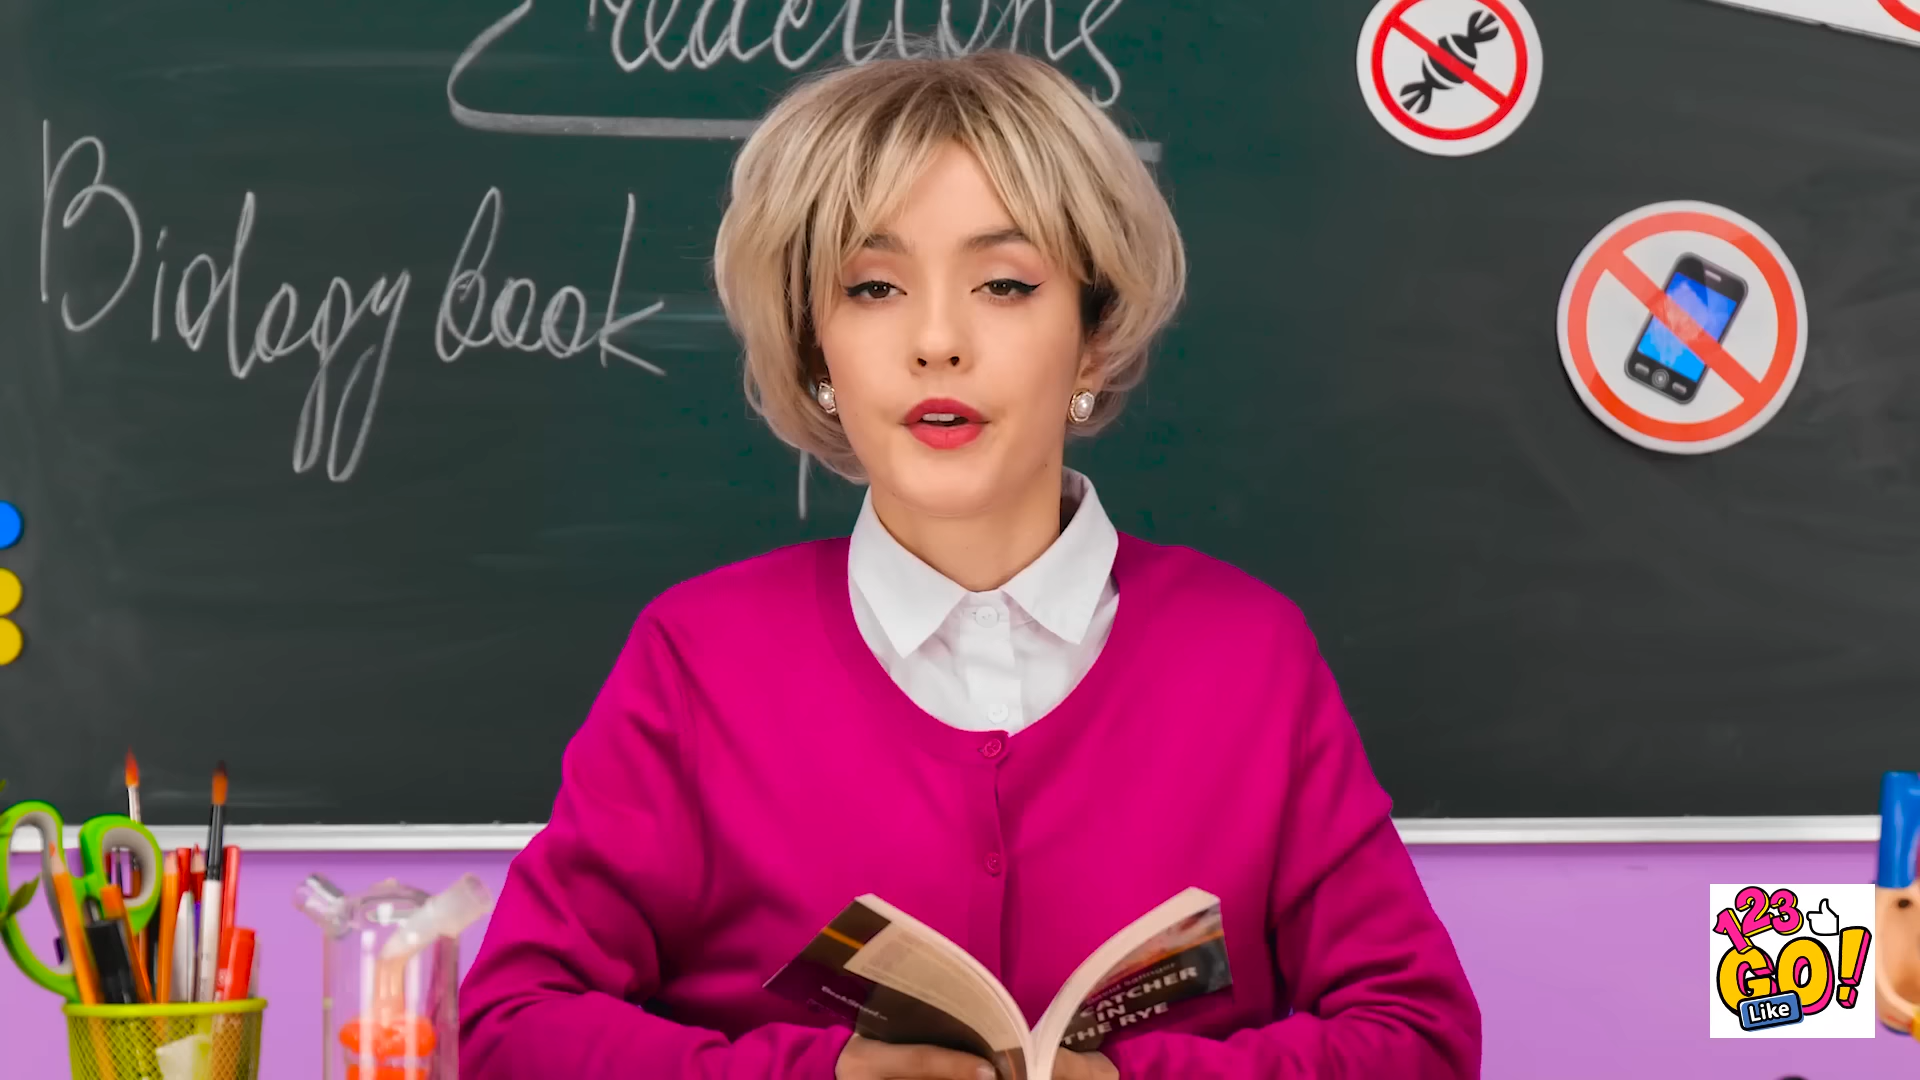 reactions
Biology book
CATCHER
IN
THE RYE
123
GO!
Like